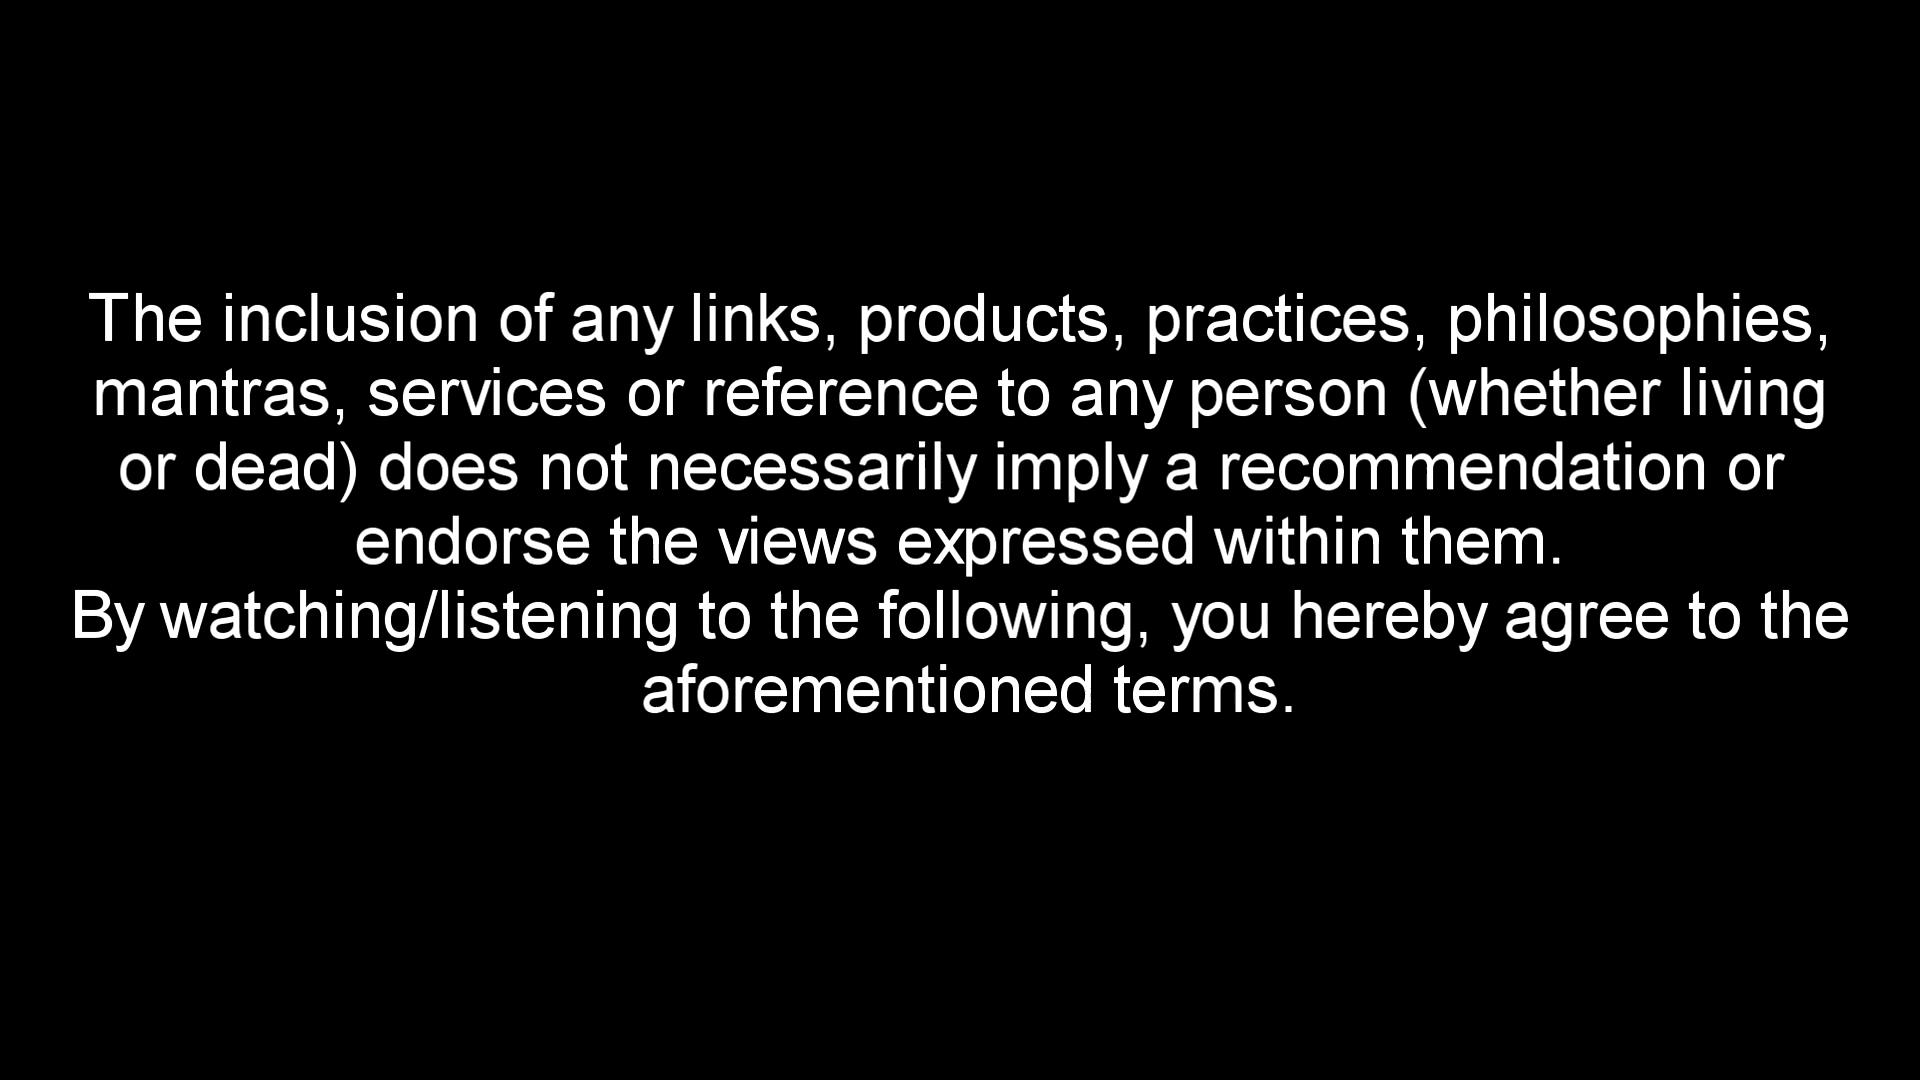 The inclusion of any links, products, practices, philosophies,
mantras, services or reference to any person (whether living
or dead) does not necessarily imply a recommendation or
endorse the views expressed within them.
By watching/listening to the following, you hereby agree to the
aforementioned terms.